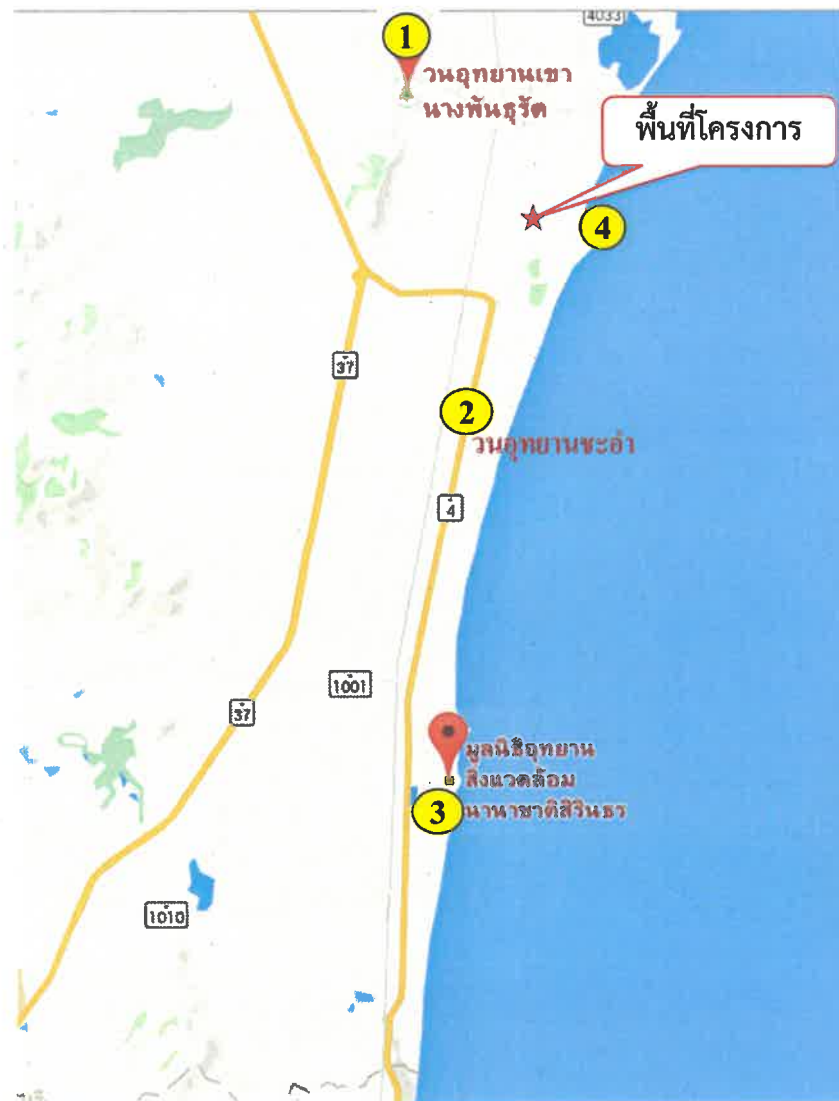 4033
1
วนอุทยานเขา
นางพันธุรัต
พื้นที่โครงการ
4
37
2
วนอุทยานชะอำ
4
1001
37
มูลนิธิอุทยาน
สิ่งแวดล้อม
นานาชาติสิรินธร
3
1010